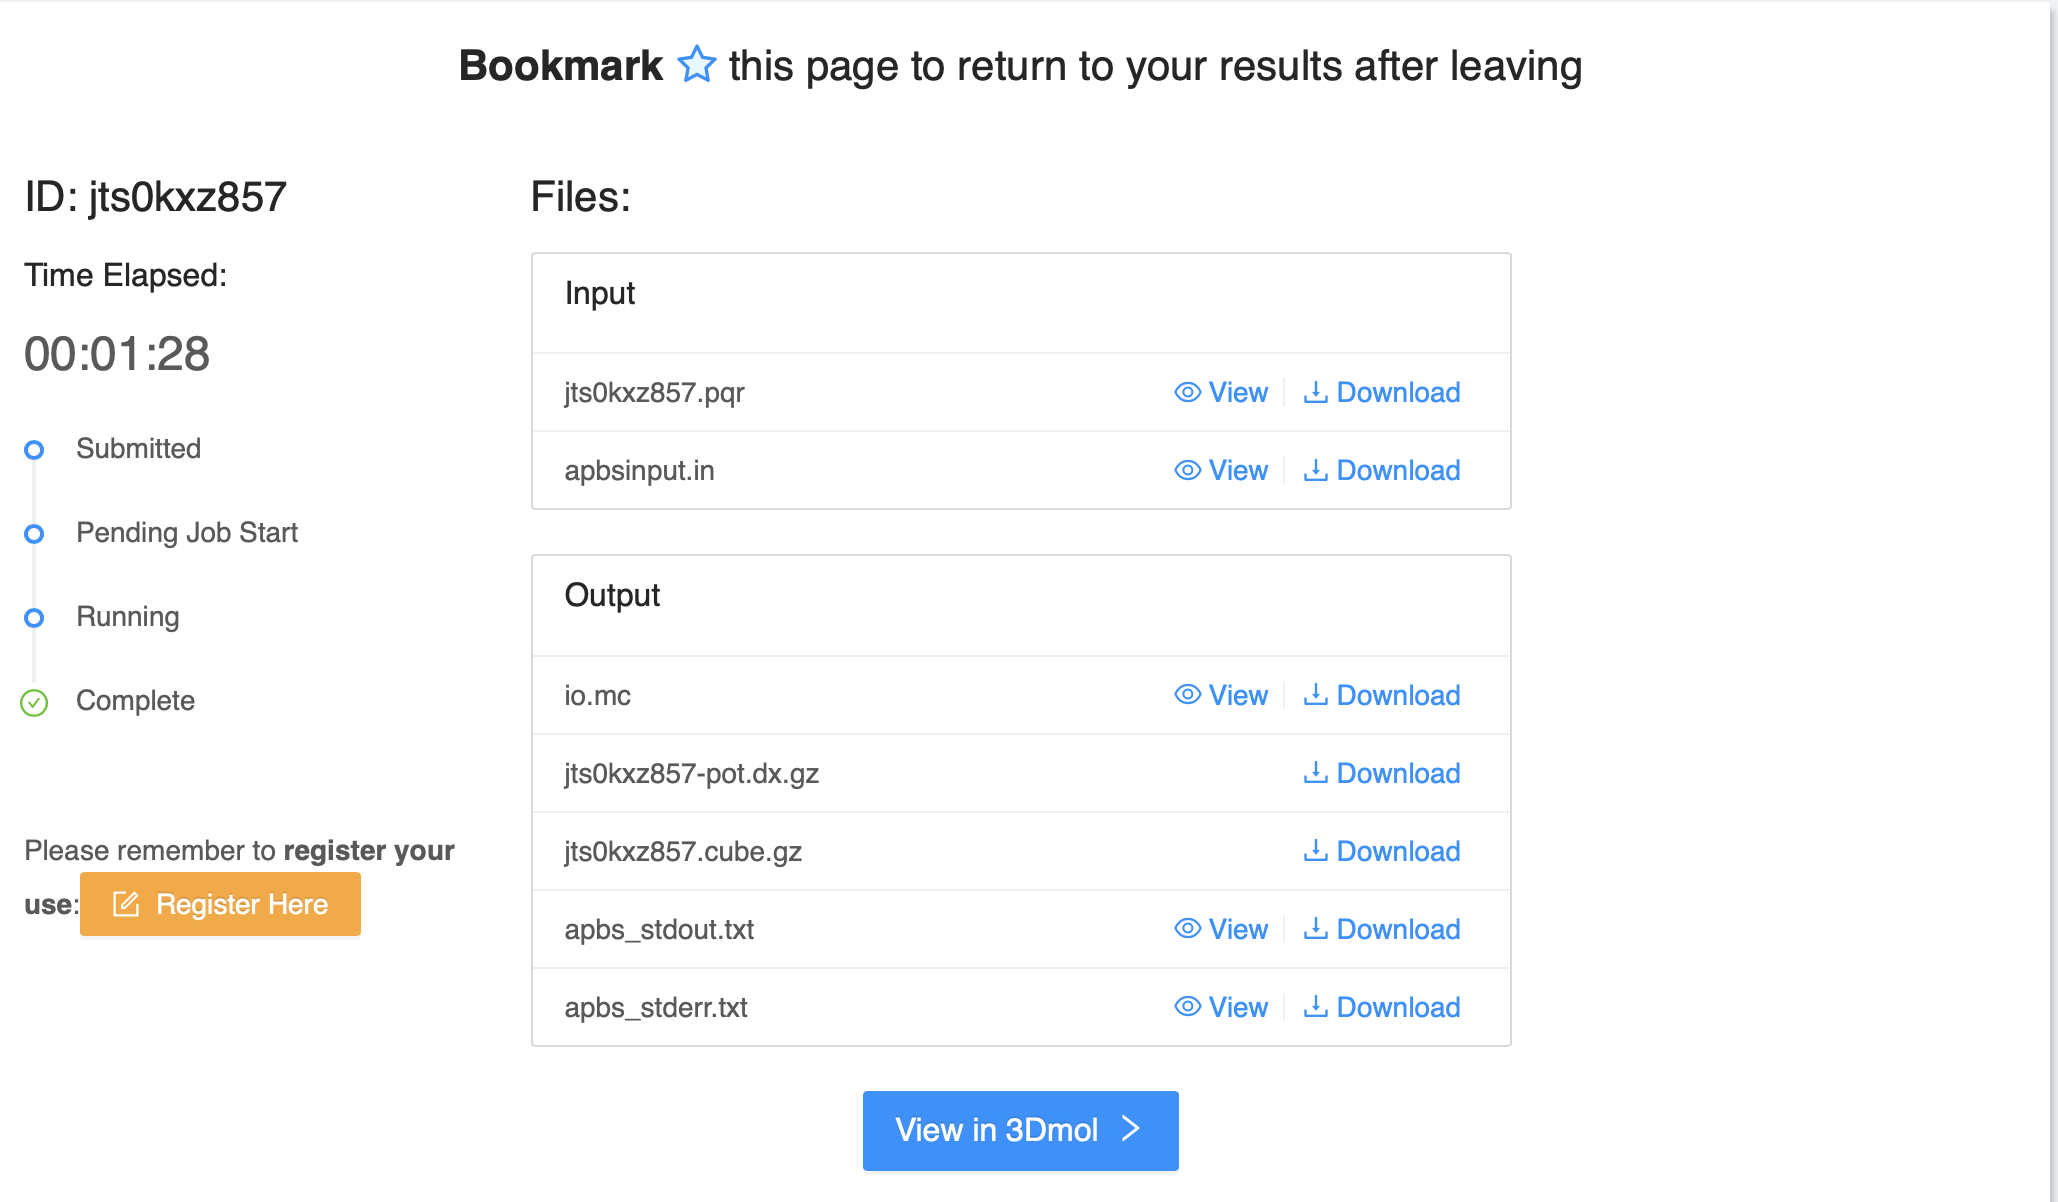 Bookmark this page to return to your results after leaving
ID: jts0kxz857
Time Elapsed:
00:01:28
Submitted
Pending Job Start
Running
Complete
Please remember to register your
use: Register Here
Files:
Input
jts0kxz857.pqr View Download
apbsinput.in View Download
Output
io.mc View Download
jts0kxz857-pot.dx.gz Download
jts0kxz857.cube.gz Download
apbs_stdout.txt View Download
apbs_stderr.txt View Download
View in 3Dmol